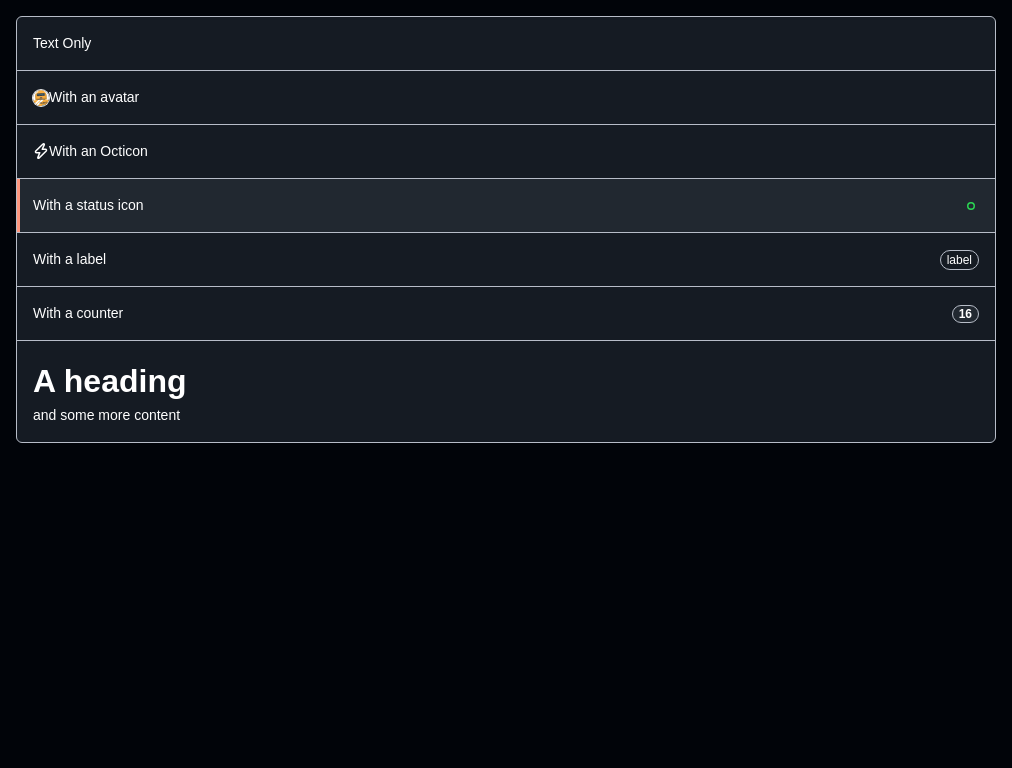 Text Only
With an avatar
With an Octicon
With a status icon
With a label
label
With a counter
16
A heading
and some more content